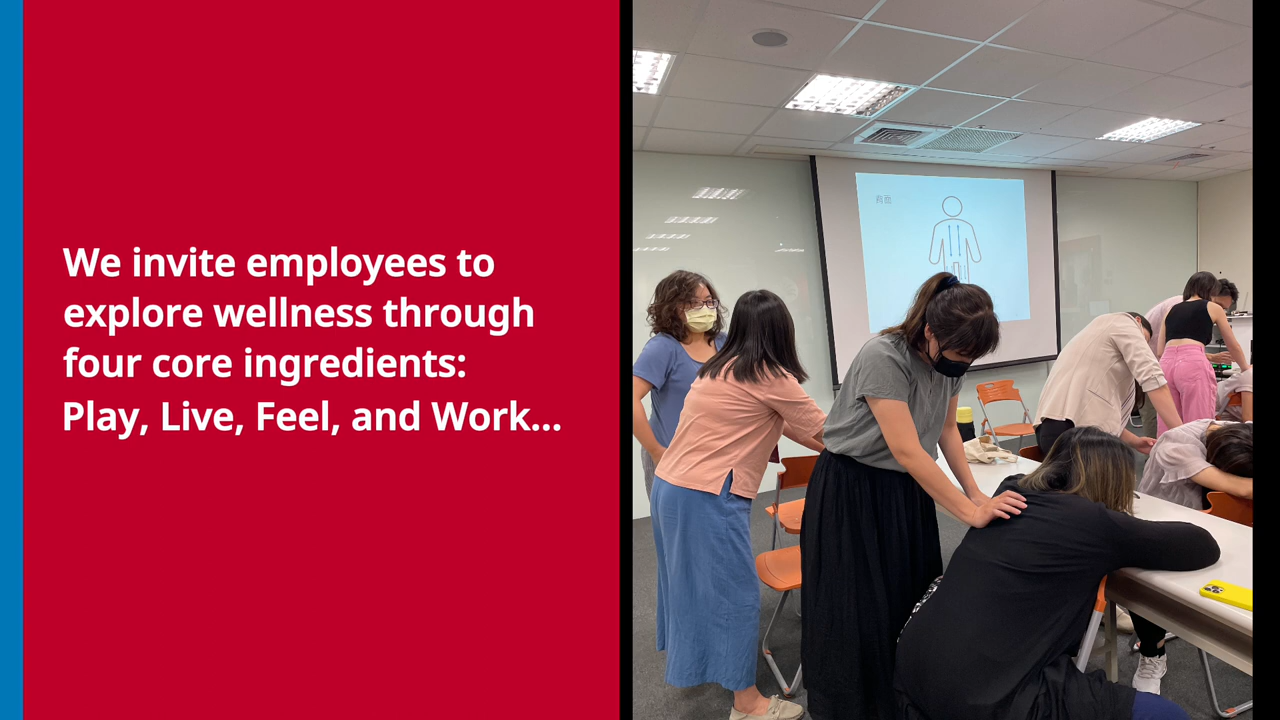 We invite employees to
explore wellness through
four core ingredients:
Play, Live, Feel, and Work...